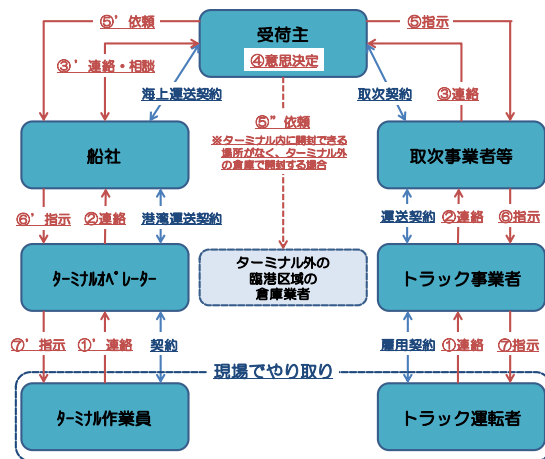 ⑤’依頼
受荷主
⑤指示
③’連絡・相談
④意思決定
③連絡
海上運送契約
取次契約
⑤”依頼
※ターミナル内に開封できる
場所がなく、ターミナル外
の倉庫で開封する場合
船社
取次事業者等
⑥’指示
②連絡
港湾運送契約
運送契約
②連絡
⑥指示
ターミナルオペレーター
ターミナル外の
臨港区域の
倉庫業者
トラック事業者
⑦’指示
①’連絡
契約
雇用契約
①連絡
⑦指示
現場でやり取り
ターミナル作業員
トラック運転者